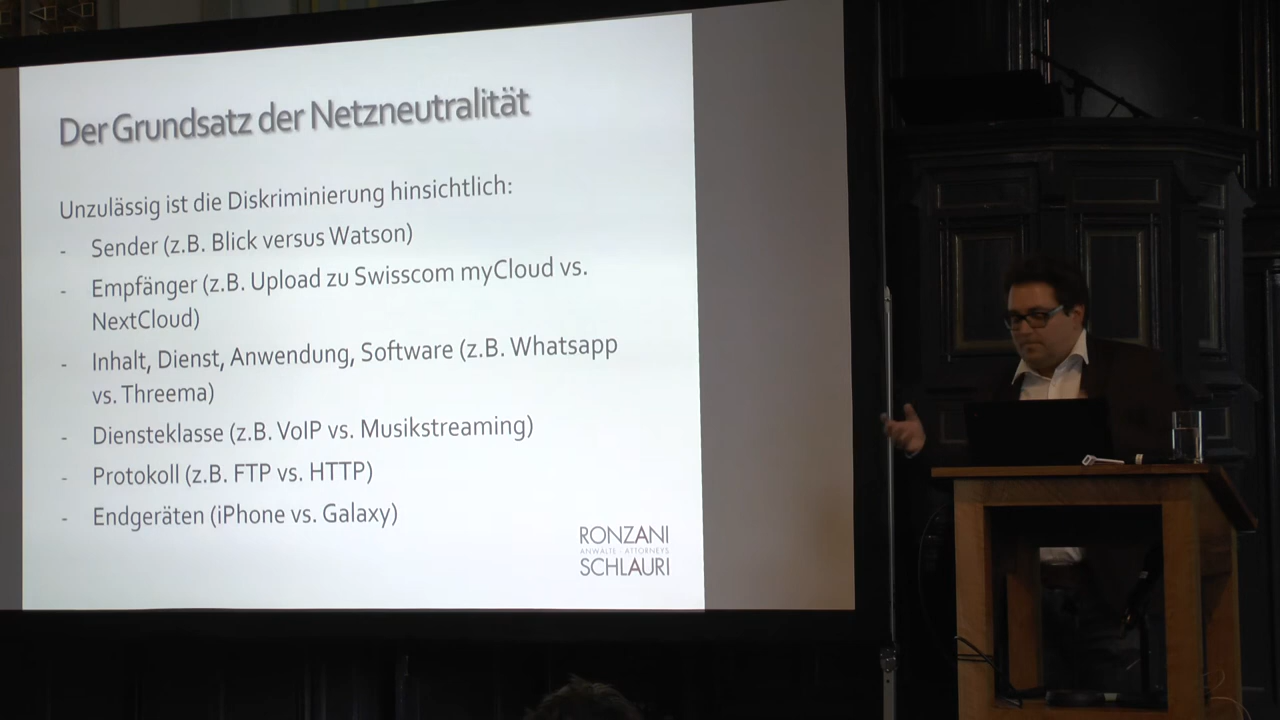 Der Grundsatz der Netzneutralität
Unzulässig ist die Diskriminierung hinsichtlich:
- Sender (z.B. Blick versus Watson)
- Empfänger (z.B. Upload zu Swisscom myCloud vs.
NextCloud)
- Inhalt, Dienst, Anwendung, Software (z.B. Whatsapp
vs. Threema)
- Diensteklasse (z.B. VoIP vs. Musikstreaming)
- Protokoll (z.B. FTP vs. HTTP)
- Endgeräten (iPhone vs. Galaxy)
RONZANI
ANWÄLTE · ATTORNEYS
SCHLAURI